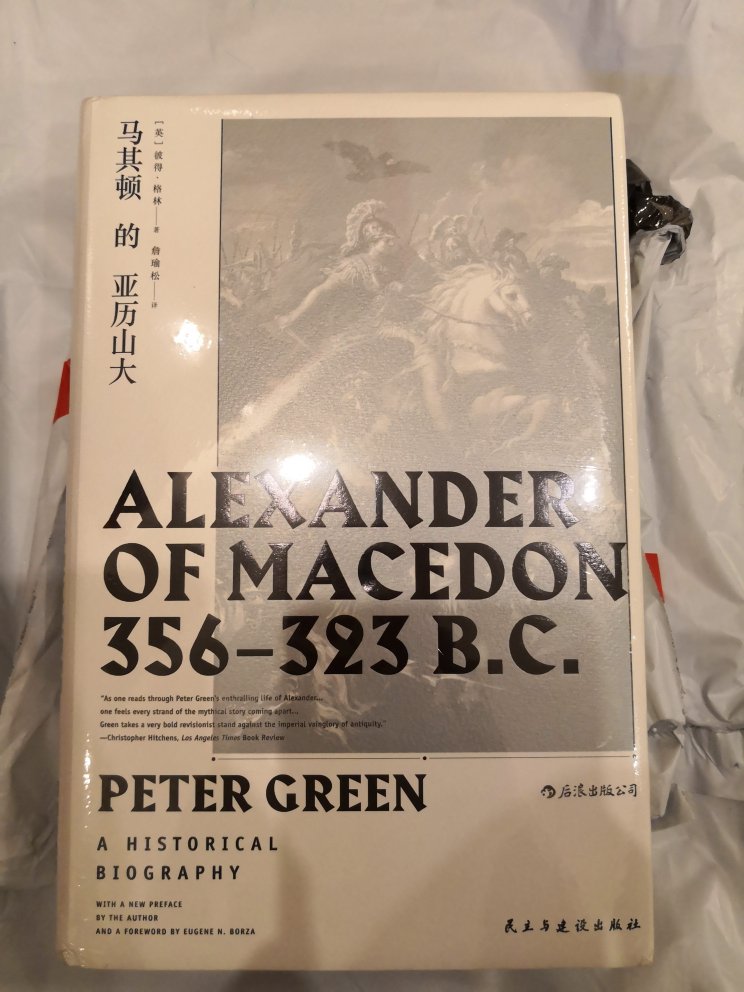 马其顿 的 亚历山大
[英] 彼得·格林——著
詹瑜松——译
ALEXANDER
OF MACEDON
356–323 B.C.
"As one reads through Peter Green's enthralling life of Alexander...
one feels every strand of the mythical story coming apart...
Green takes a very bold revisionist stand against the imperial vainglory of antiquity."
—Christopher Hitchens, Los Angeles Times Book Review
PETER GREEN
后浪出版公司
A HISTORICAL
BIOGRAPHY
WITH A NEW PREFACE
BY THE AUTHOR
AND A FOREWORD BY EUGENE N. BORZA
民主与建设出版社